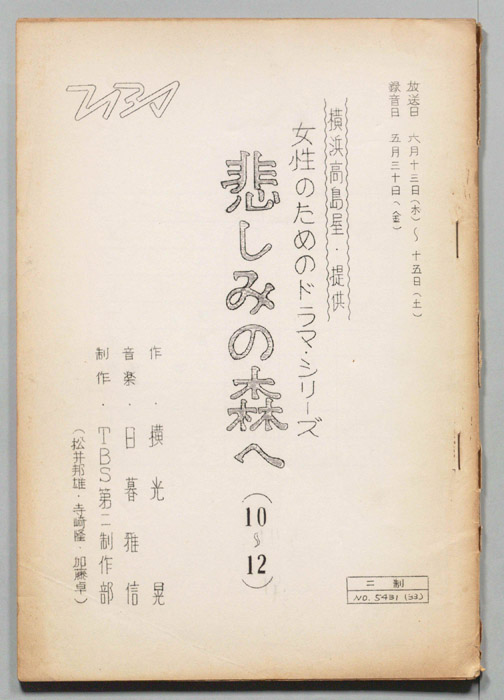 放送日 六月十三日(木)~十五日(土)
録音日 五月三十日(金)
横浜高島屋・提供
女性のためのドラマ・シリーズ
悲しみの森へ
(10~12)
作・横光晃
音楽・日暮雅信
制作・TBS第二制作部
(松井邦雄・寺崎隆・加藤卓)
TBS
二制
NO. 5431 (33)